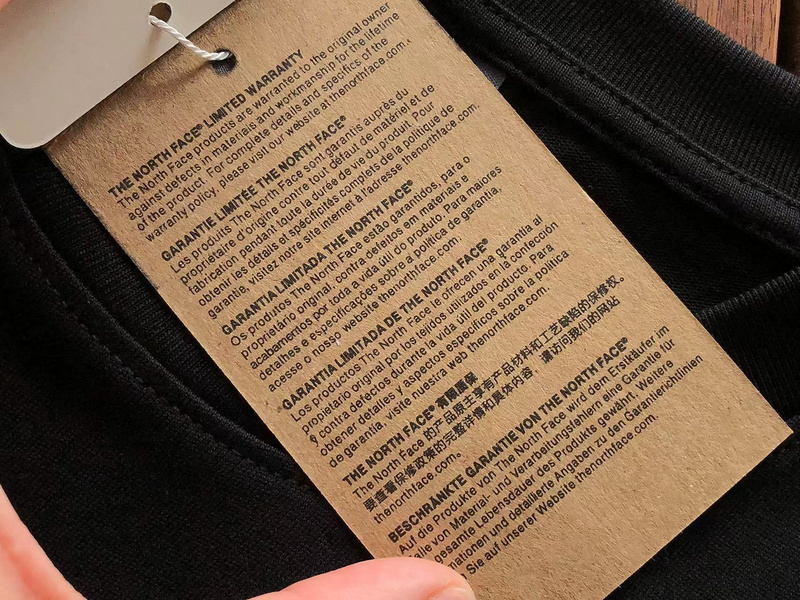 THE NORTH FACE® LIMITED WARRANTY
The North Face products are warranted to the original owner
against defects in materials and workmanship for the lifetime
of the product. For complete details and specifics of the
warranty policy, please visit our website at thenorthface.com.
GARANTIE LIMITÉE THE NORTH FACE®
Los produits The North Face sont garantis auprès du
propriétaire d'origine contre tout défaut de matériel et de
fabrication pendant toute la durée de vie du produit. Pour
obtenir les détails et spécificités complets de la politique de
garantie, visitez notre site internet à l'adresse thenorthface.com.
GARANTIA LIMITADA THE NORTH FACE®
Os produtos The North Face estão garantidos, para o
proprietário original, contra defeitos em materiais e
acabamentos por toda a vida útil do produto. Para maiores
detalhes e especificações sobre a política de garantia,
acesse o nosso website thenorthface.com.
GARANTIA LIMITADA DE THE NORTH FACE®
Los productos The North Face le ofrecen una garantía al
propietario original por los tejidos utilizados en la confección
y contra defectos durante la vida útil del producto. Para
obtener detalles y aspectos específicos sobre la política
de garantía, visite nuestra web thenorthface.com.
THE NORTH FACE® 有限质保
The North Face 的产品原主享有产品材料和工艺缺陷的保修权。
要查看保修政策的完整详情和具体内容，请访问我们的网站
thenorthface.com。
BESCHRÄNKTE GARANTIE VON THE NORTH FACE®
Auf die Produkte von The North Face wird dem Erstkäufer im
von Material- und Verarbeitungsfehlern eine Garantie für
gesamte Lebensdauer des Produkts gewährt. Weitere
und detaillierte Angaben zu den Garantierichtlinien
Sie auf unserer Website thenorthface.com.